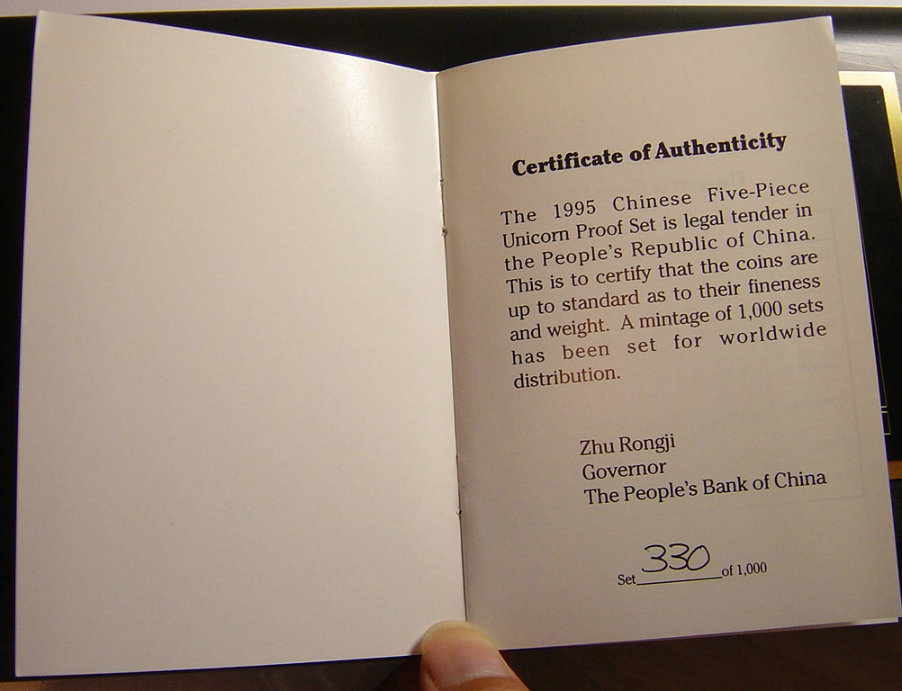 Certificate of Authenticity
The 1995 Chinese Five-Piece
Unicorn Proof Set is legal tender in
the People's Republic of China.
This is to certify that the coins are
up to standard as to their fineness
and weight. A mintage of 1,000 sets
has been set for worldwide
distribution.
Zhu Rongji
Governor
The People's Bank of China
Set 330 of 1,000